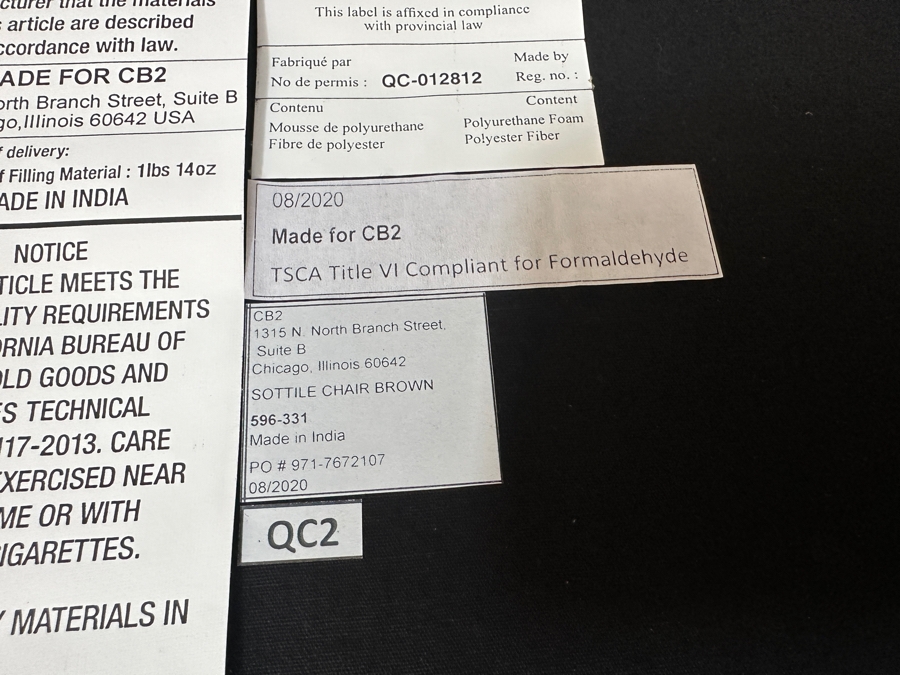 cturer that the materials
article are described
ccordance with law.
ADE FOR CB2
orth Branch Street, Suite B
go,Illinois 60642 USA
f delivery:
f Filling Material : 1lbs 14oz
ADE IN INDIA
NOTICE
TICLE MEETS THE
LITY REQUIREMENTS
ORNIA BUREAU OF
OLD GOODS AND
S TECHNICAL
117-2013. CARE
EXERCISED NEAR
ME OR WITH
IGARETTES.
Y MATERIALS IN
This label is affixed in compliance
with provincial law
Fabriqué par Made by
No de permis : QC-012812 Reg. no. :
Contenu Content
Mousse de polyurethane Polyurethane Foam
Fibre de polyester Polyester Fiber
08/2020
Made for CB2
TSCA Title VI Compliant for Formaldehyde
CB2
1315 N. North Branch Street,
Suite B
Chicago, Illinois 60642
SOTTILE CHAIR BROWN
596-331
Made in India
PO # 971-7672107
08/2020
QC2